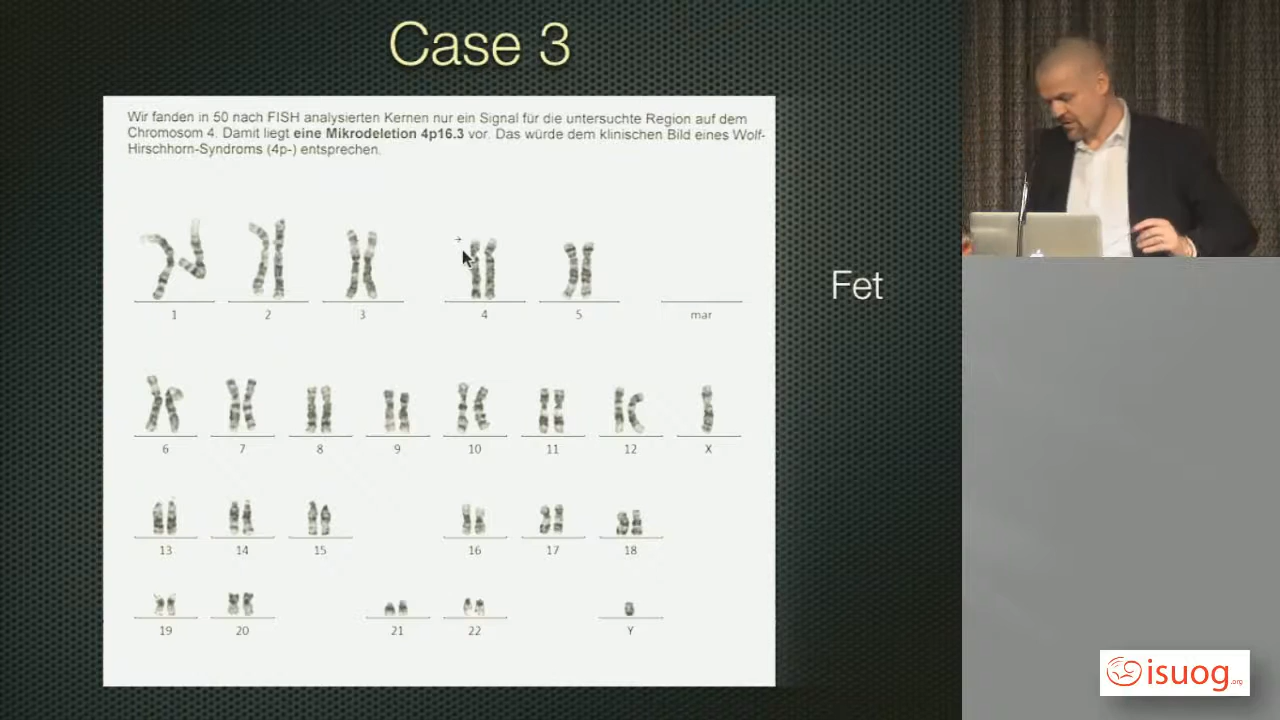 Case 3
Wir fanden in 50 nach FISH analysierten Kernen nur ein Signal für die untersuchte Region auf dem
Chromosom 4. Damit liegt eine Mikrodeletion 4p16.3 vor. Das würde dem klinischen Bild eines Wolf-
Hirschhorn-Syndroms (4p-) entsprechen.
1 2 3 4 5 mar
Fet
6 7 8 9 10 11 12 X
13 14 15 16 17 18
19 20 21 22 Y
isuog.org